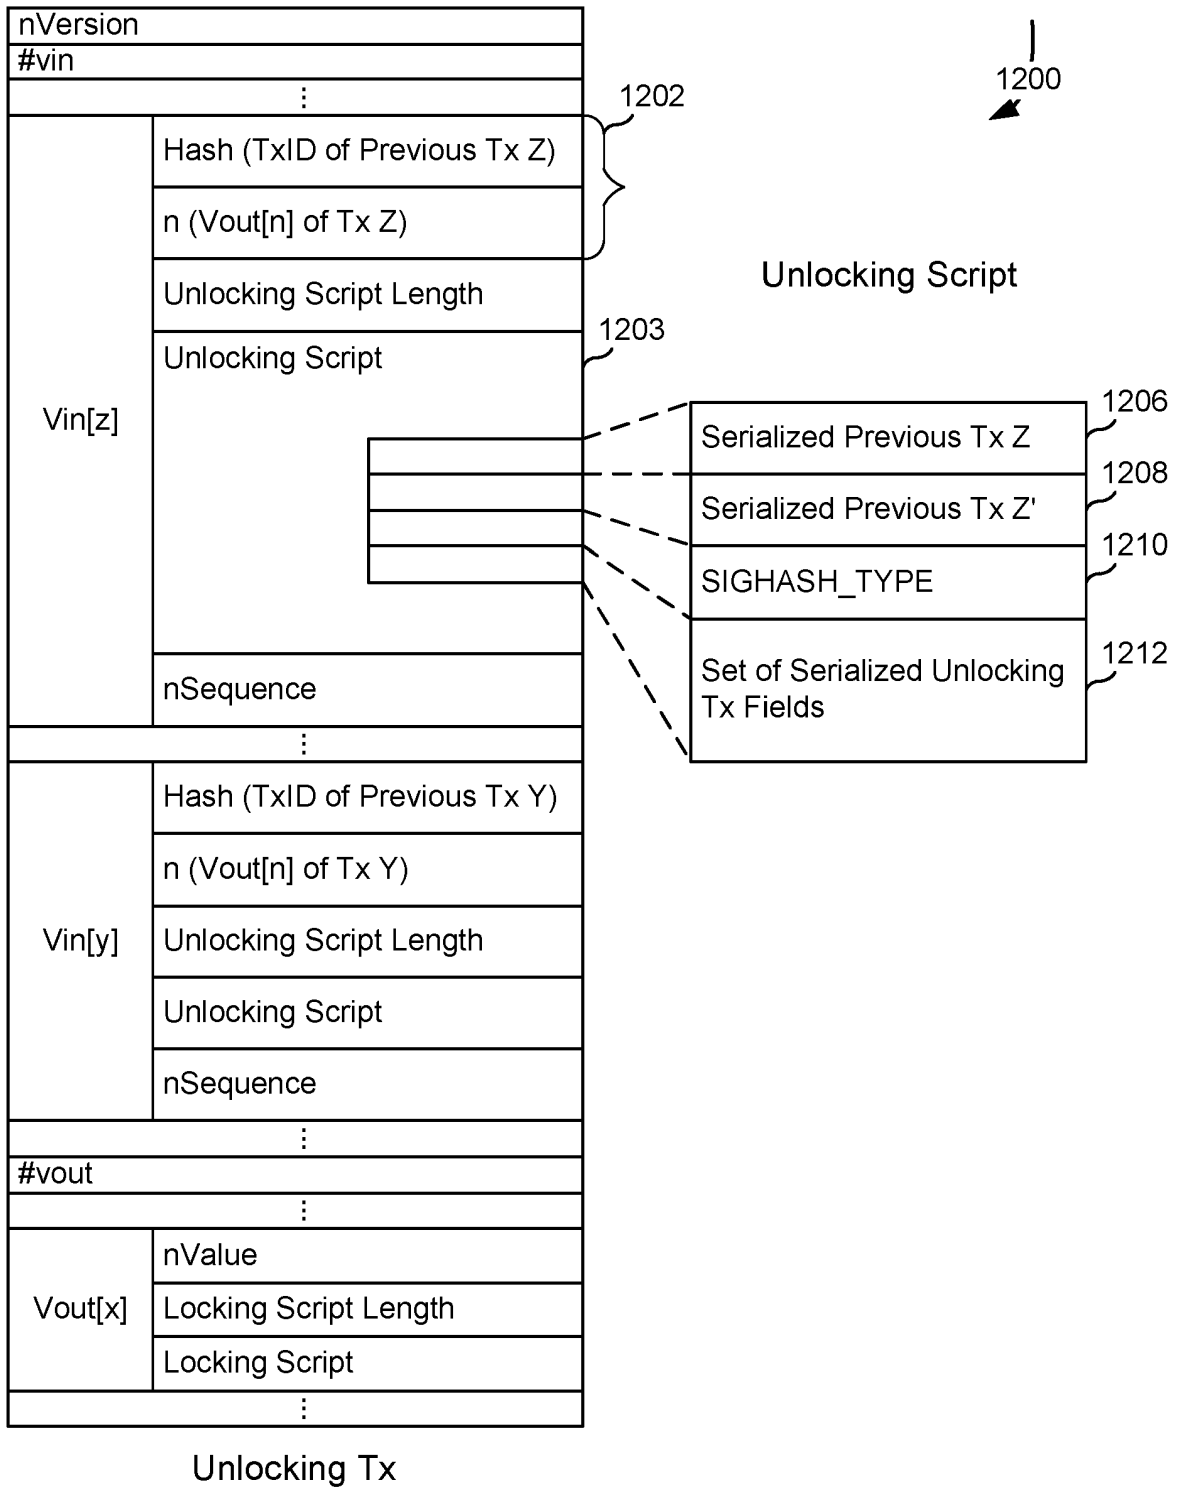 nVersion
#vin
⋮
1200
1202
Vin[z]
Hash (TxID of Previous Tx Z)
n (Vout[n] of Tx Z)
Unlocking Script Length
Unlocking Script
1203
nSequence
Unlocking Script
1206
Serialized Previous Tx Z
1208
Serialized Previous Tx Z'
1210
SIGHASH_TYPE
1212
Set of Serialized Unlocking
Tx Fields
⋮
Vin[y]
Hash (TxID of Previous Tx Y)
n (Vout[n] of Tx Y)
Unlocking Script Length
Unlocking Script
nSequence
⋮
#vout
⋮
Vout[x]
nValue
Locking Script Length
Locking Script
⋮
Unlocking Tx